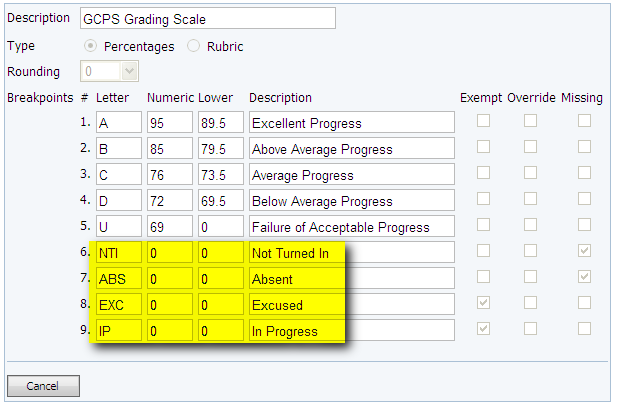 Description GCPS Grading Scale
Type Percentages Rubric
Rounding 0
Breakpoints # Letter Numeric Lower Description Exempt Override Missing
1. A 95 89.5 Excellent Progress
2. B 85 79.5 Above Average Progress
3. C 76 73.5 Average Progress
4. D 72 69.5 Below Average Progress
5. U 69 0 Failure of Acceptable Progress
6. NTI 0 0 Not Turned In
7. ABS 0 0 Absent
8. EXC 0 0 Excused
9. IP 0 0 In Progress
Cancel